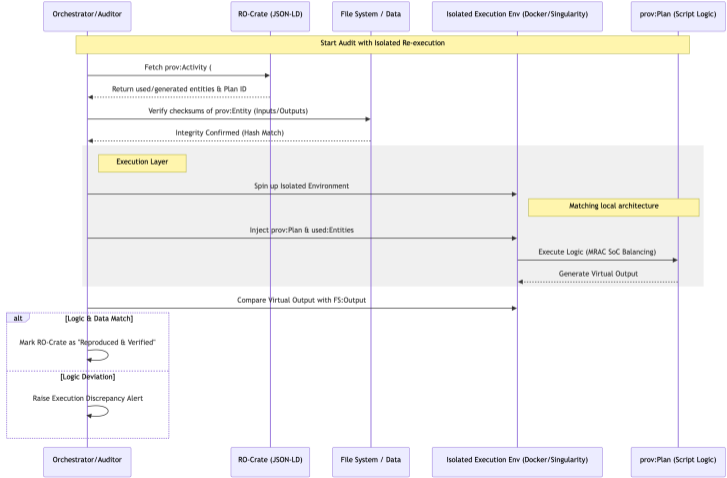 Orchestrator/Auditor
RO-Crate (JSON-LD)
File System / Data
Isolated Execution Env (Docker/Singularity)
prov:Plan (Script Logic)
Start Audit with Isolated Re-execution
Fetch prov:Activity (
Return used/generated entities & Plan ID
Verify checksums of prov:Entity (Inputs/Outputs)
Integrity Confirmed (Hash Match)
Execution Layer
Spin up Isolated Environment
Matching local architecture
Inject prov:Plan & used:Entities
Execute Logic (MRAC SoC Balancing)
Generate Virtual Output
Compare Virtual Output with FS:Output
alt
[Logic & Data Match]
Mark RO-Crate as "Reproduced & Verified"
[Logic Deviation]
Raise Execution Discrepancy Alert
Orchestrator/Auditor
RO-Crate (JSON-LD)
File System / Data
Isolated Execution Env (Docker/Singularity)
prov:Plan (Script Logic)